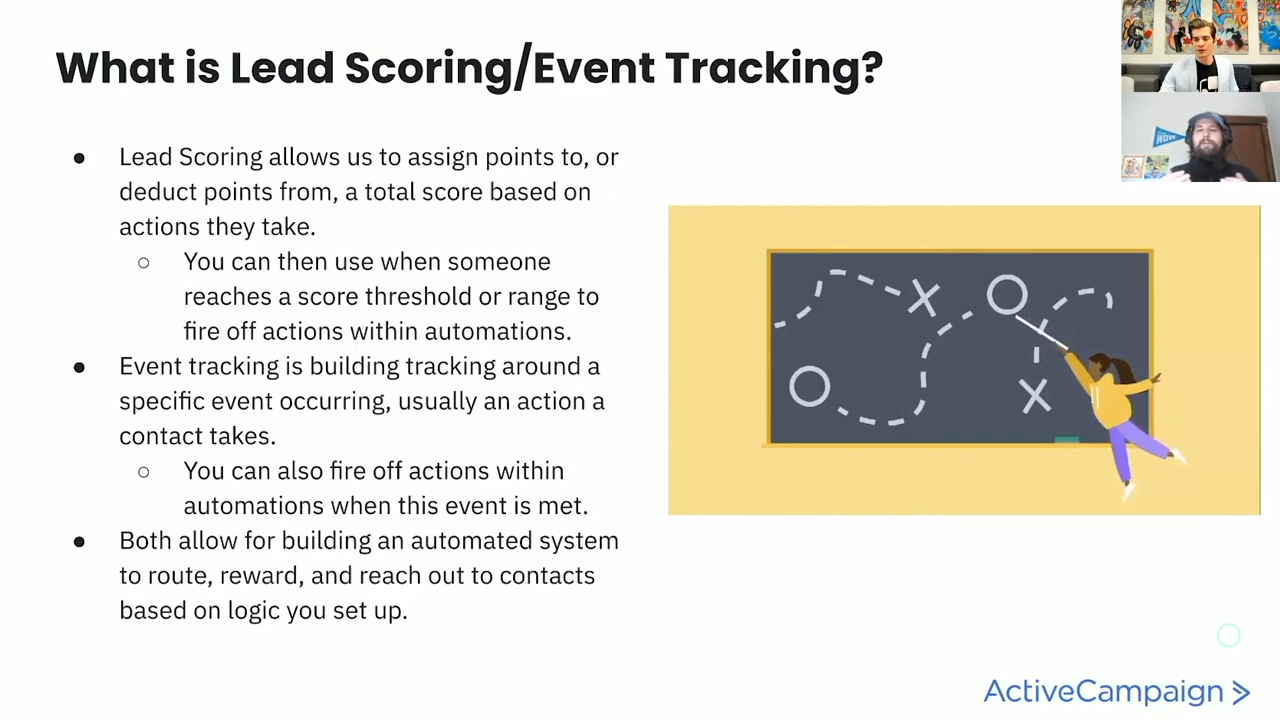 What is Lead Scoring/Event Tracking?
● Lead Scoring allows us to assign points to, or
deduct points from, a total score based on
actions they take.
○ You can then use when someone
reaches a score threshold or range to
fire off actions within automations.
● Event tracking is building tracking around a
specific event occurring, usually an action a
contact takes.
○ You can also fire off actions within
automations when this event is met.
● Both allow for building an automated system
to route, reward, and reach out to contacts
based on logic you set up.
ActiveCampaign